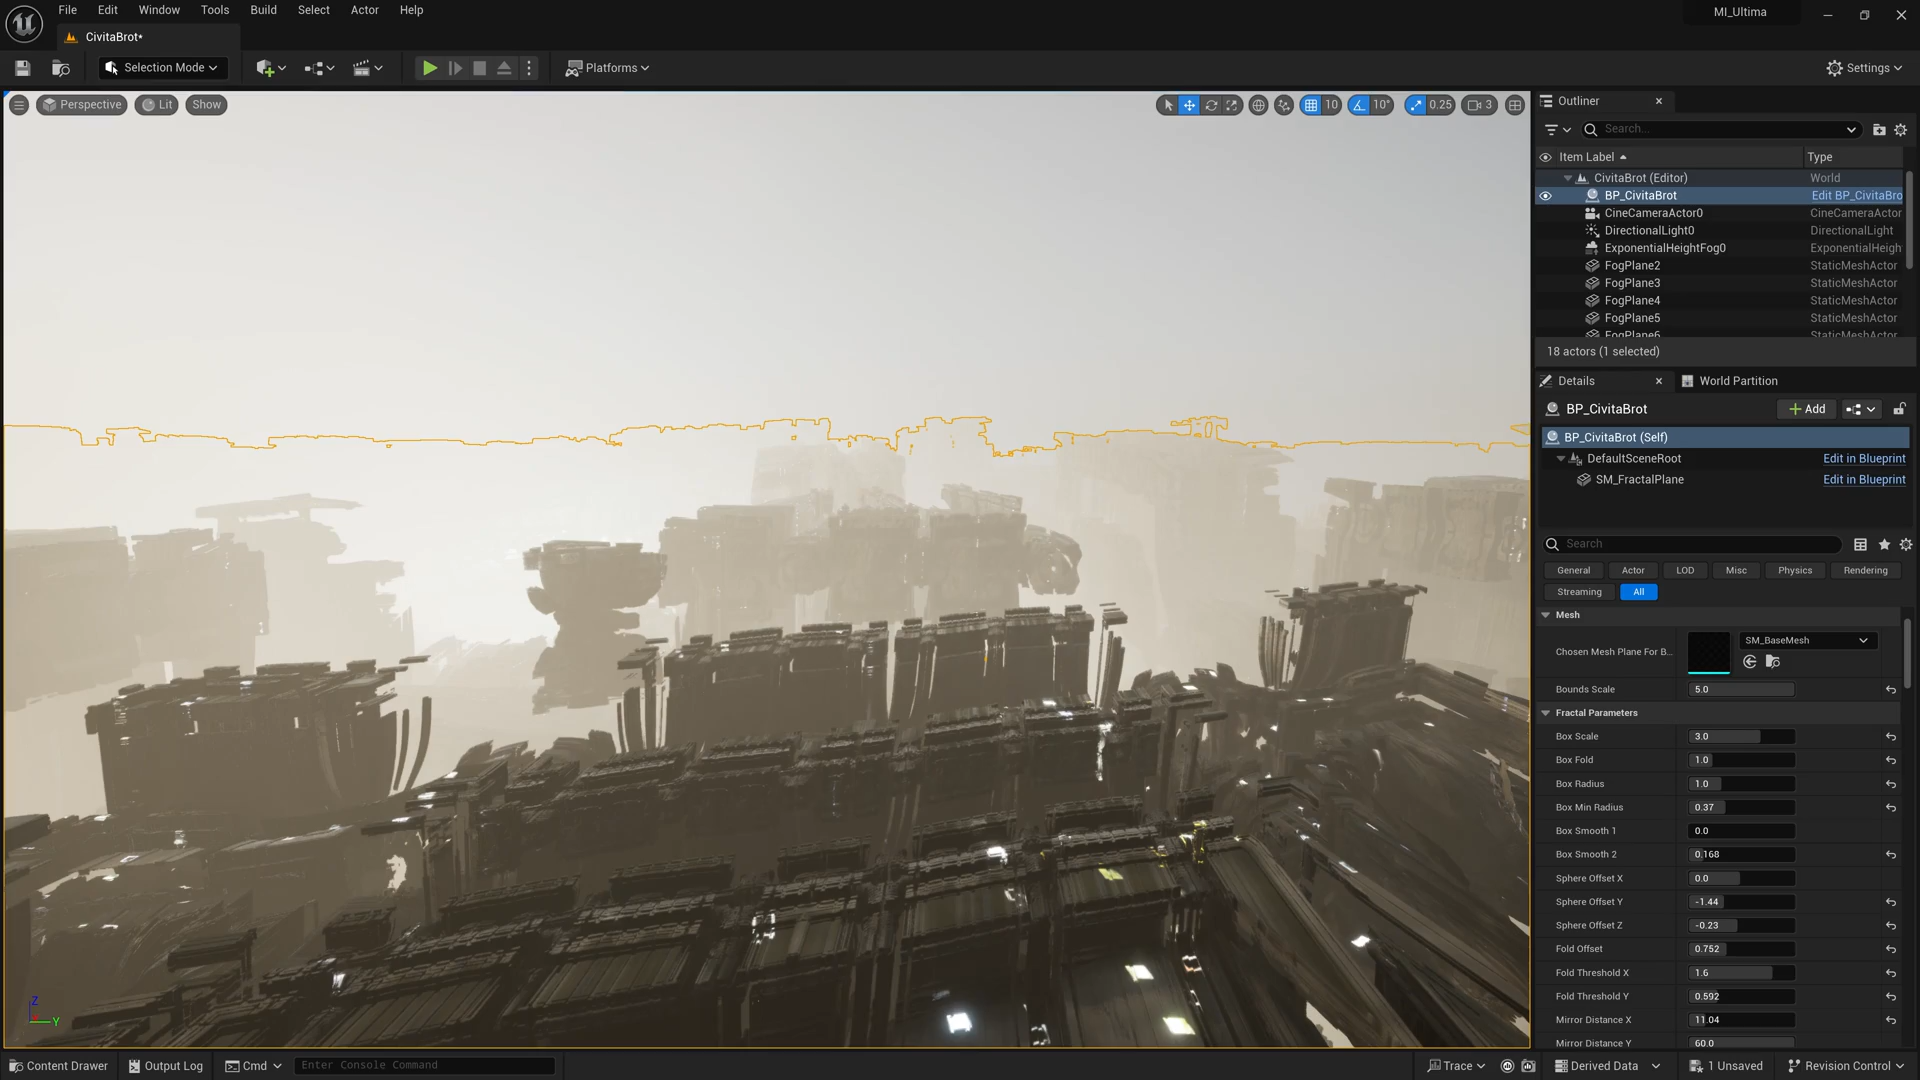 File Edit Window Tools Build Select Actor Help
MI_Ultima
CivitaBrot*
Selection Mode
Platforms
Settings
Perspective Lit Show
10 10° 0.25 3
Outliner
Search...
Item Label Type
CivitaBrot (Editor) World
BP_CivitaBrot Edit BP_CivitaBro
CineCameraActor0 CineCameraActor
DirectionalLight0 DirectionalLight
ExponentialHeightFog0 ExponentialHeigh
FogPlane2 StaticMeshActor
FogPlane3 StaticMeshActor
FogPlane4 StaticMeshActor
FogPlane5 StaticMeshActor
FogPlane6 StaticMeshActor
18 actors (1 selected)
Details World Partition
BP_CivitaBrot Add
BP_CivitaBrot (Self)
DefaultSceneRoot Edit in Blueprint
SM_FractalPlane Edit in Blueprint
Search
General Actor LOD Misc Physics Rendering
Streaming All
Mesh
SM_BaseMesh
Chosen Mesh Plane For B...
Bounds Scale 5.0
Fractal Parameters
Box Scale 3.0
Box Fold 1.0
Box Radius 1.0
Box Min Radius 0.37
Box Smooth 1 0.0
Box Smooth 2 0.168
Sphere Offset X 0.0
Sphere Offset Y -1.44
Sphere Offset Z -0.23
Fold Offset 0.752
Fold Threshold X 1.6
Fold Threshold Y 0.592
Mirror Distance X 11.04
Mirror Distance Y 60.0
Z
Y
Content Drawer Output Log Cmd Enter Console Command
Trace Derived Data 1 Unsaved Revision Control